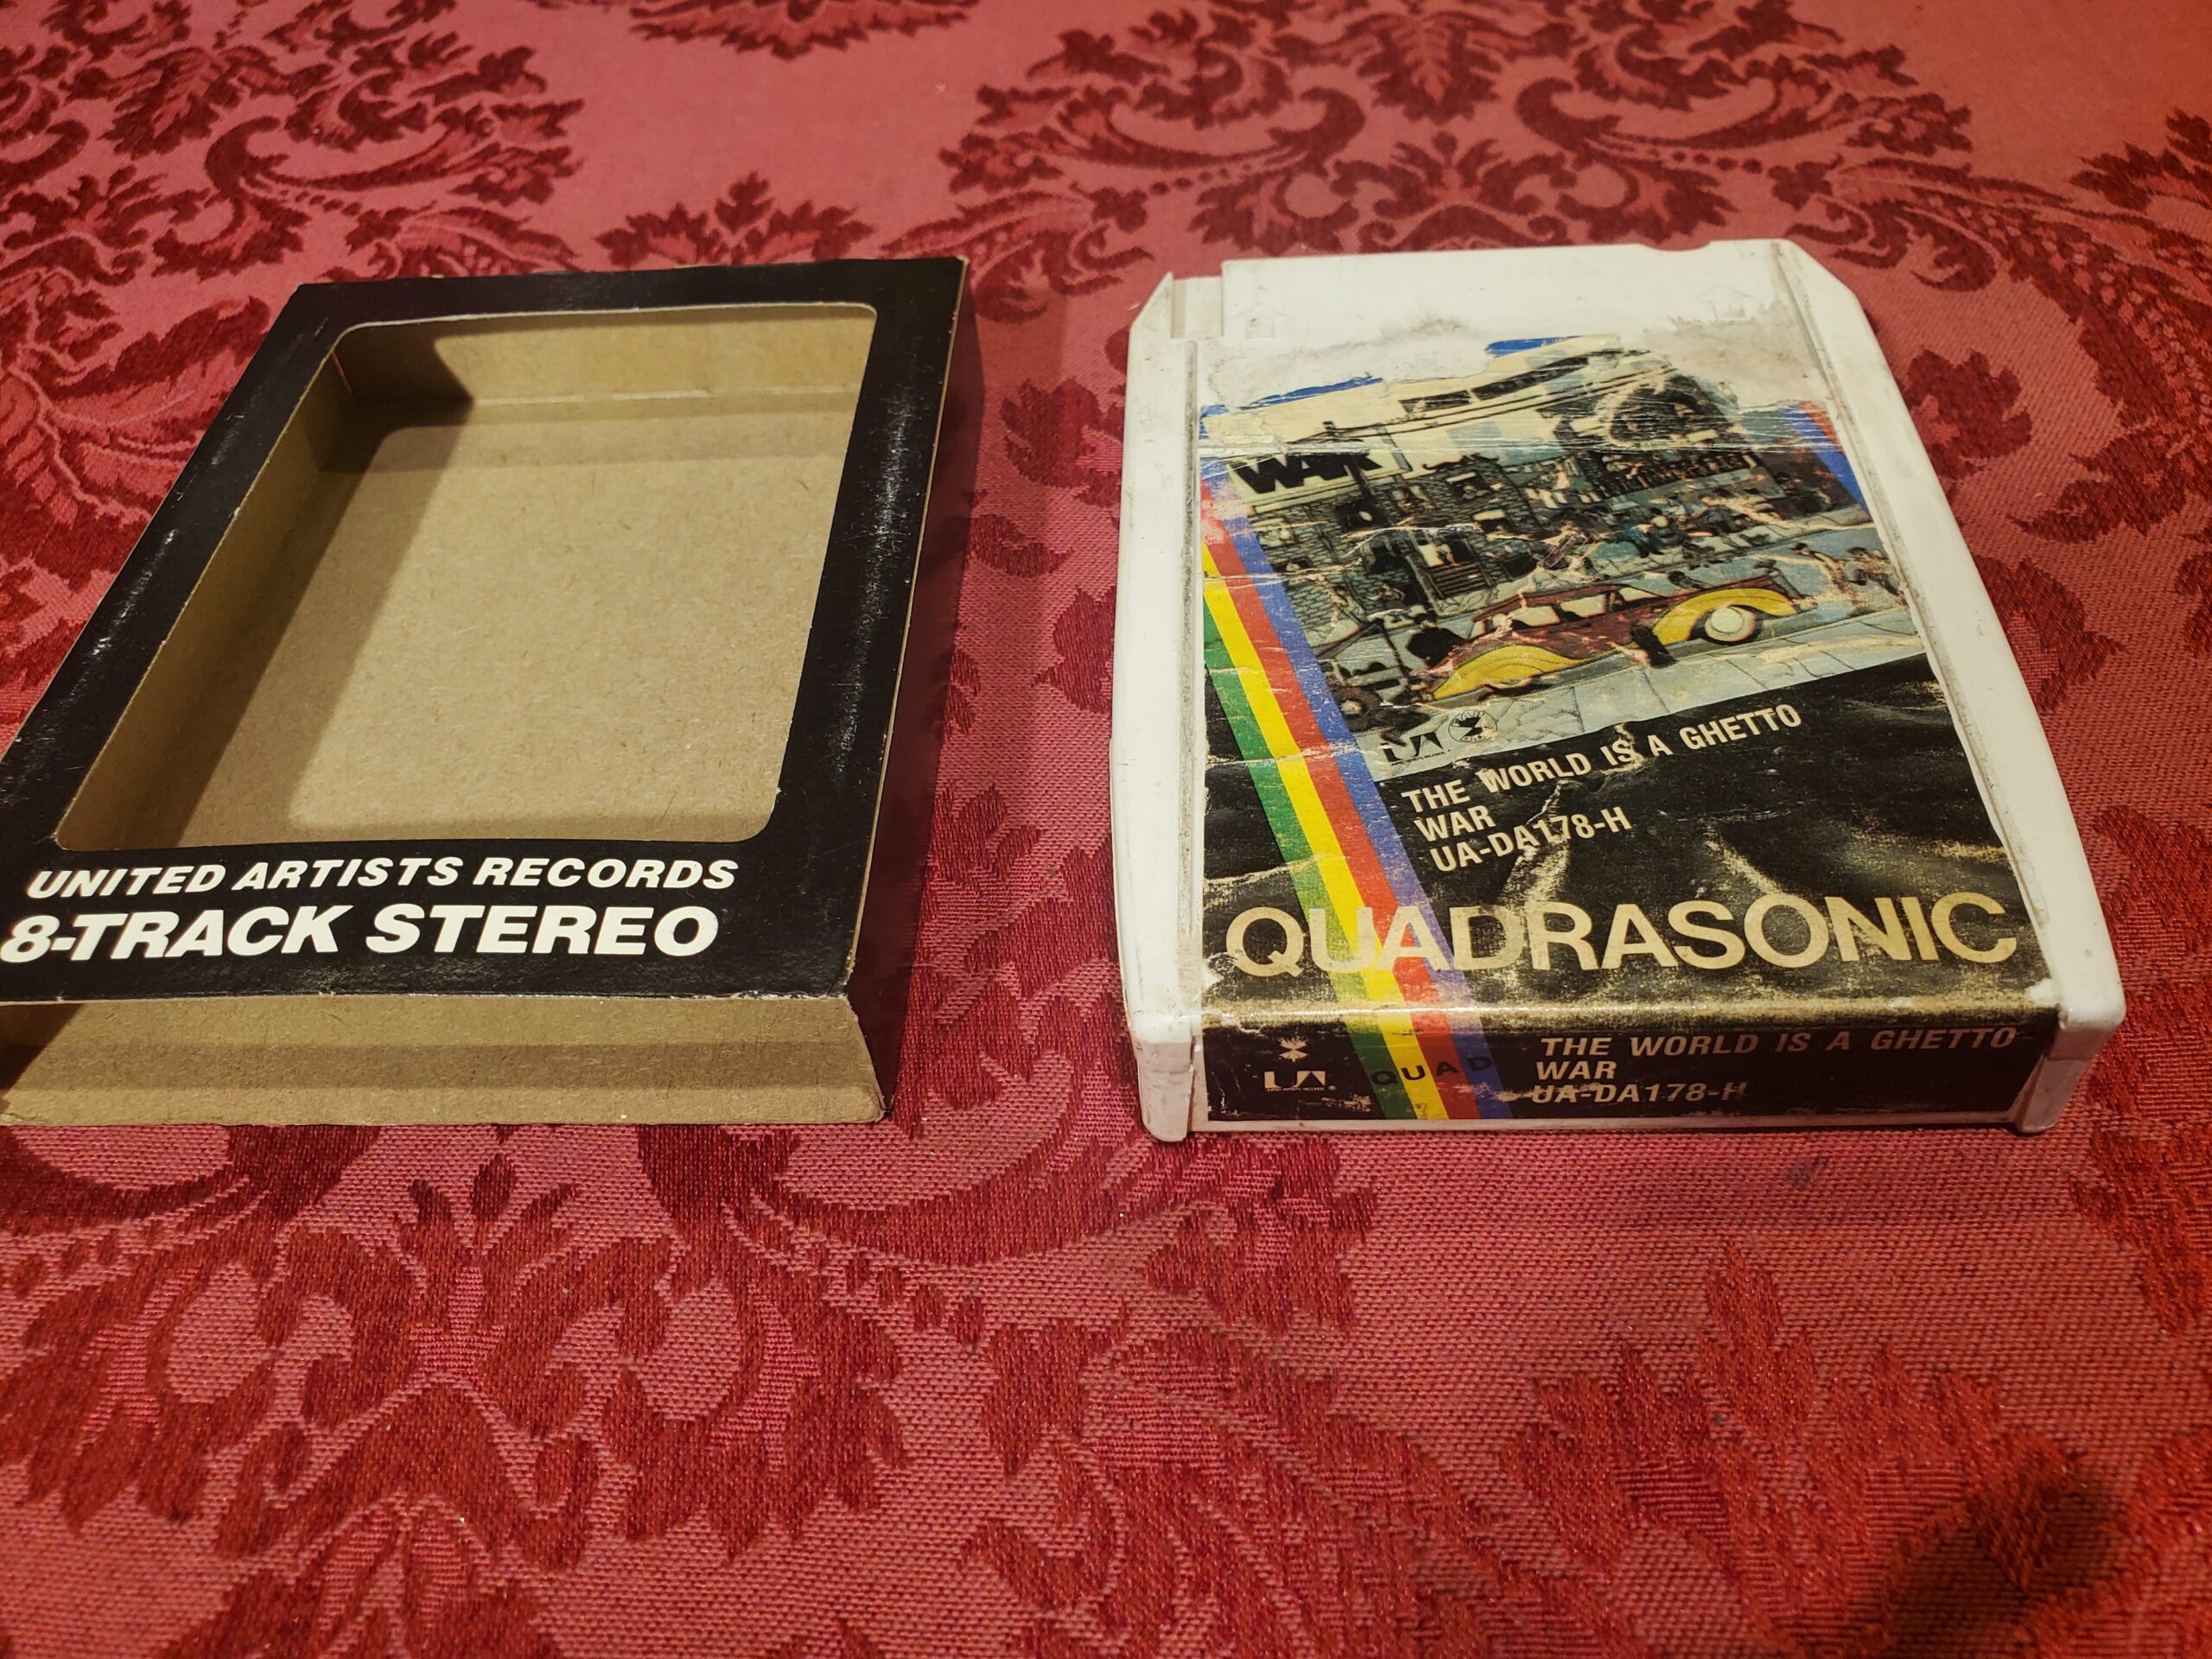 UNITED ARTISTS RECORDS
8-TRACK STEREO
WAR
UA
THE WORLD IS A GHETTO
WAR
UA-DA178-H
QUADRASONIC
UA
QUAD
THE WORLD IS A GHETTO
WAR
UA-DA178-H